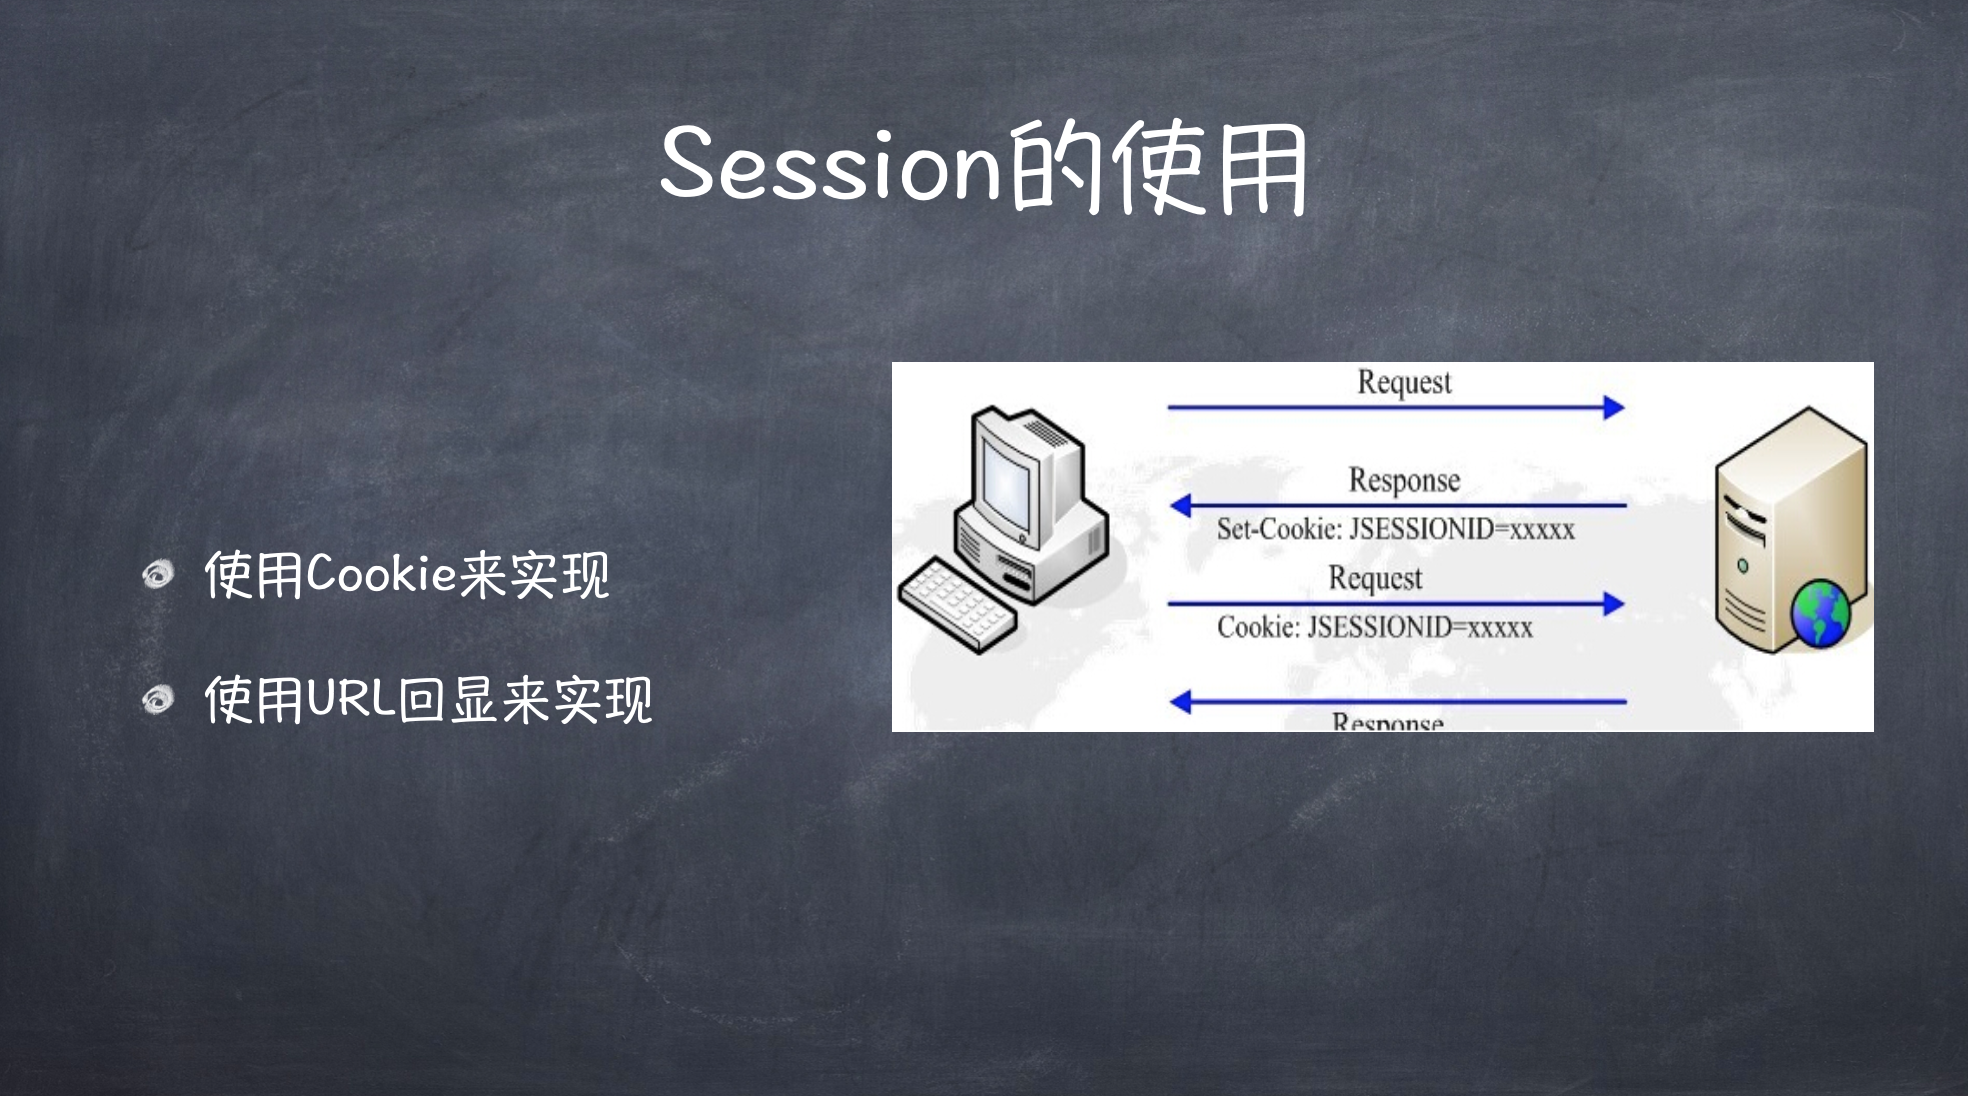 Session的使用
使用Cookie来实现
使用URL回显来实现
Request
Response
Set-Cookie: JSESSIONID=xxxxx
Request
Cookie: JSESSIONID=xxxxx
Response